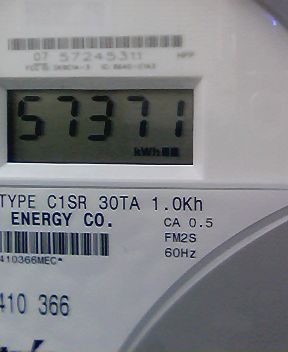 07 57245311
57371
kWh
TYPE C1SR 30TA 1.0Kh
ENERGY CO.
CA 0.5
FM2S
60Hz
410366MEC*
410 366